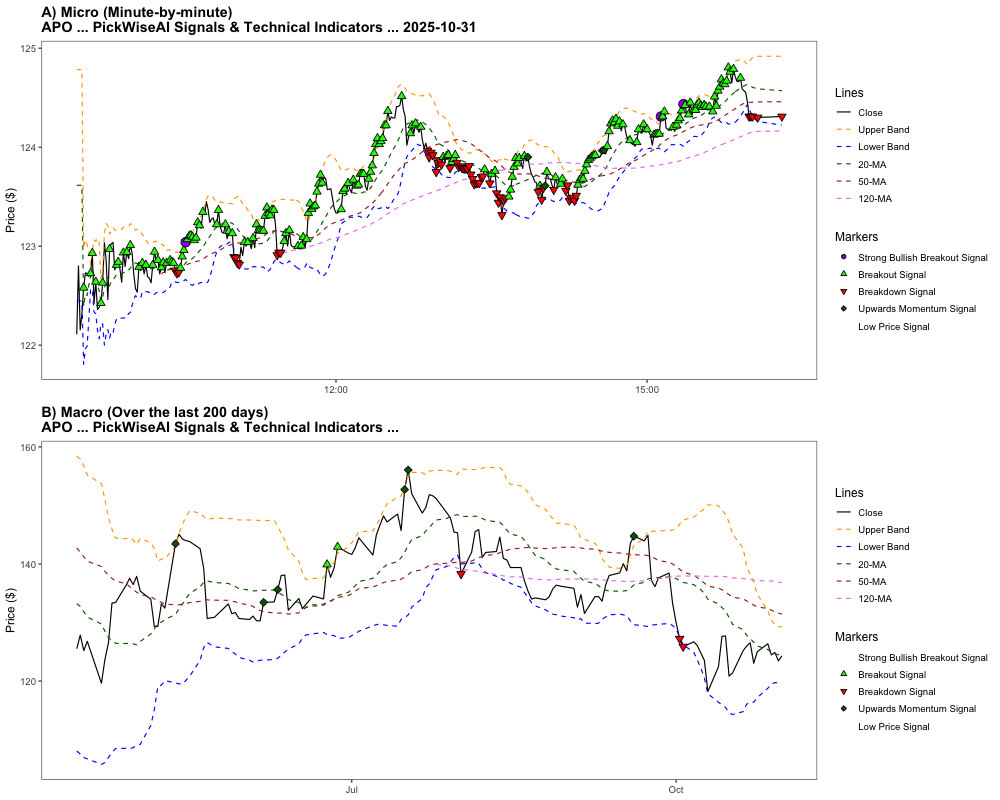 A) Micro (Minute-by-minute)
APO ... PickWiseAI Signals & Technical Indicators ... 2025-10-31
125
124
123
122
Price ($)
12:00
15:00
Lines
Close
Upper Band
Lower Band
20-MA
50-MA
120-MA
Markers
Strong Bullish Breakout Signal
Breakout Signal
Breakdown Signal
Upwards Momentum Signal
Low Price Signal
B) Macro (Over the last 200 days)
APO ... PickWiseAI Signals & Technical Indicators ...
160
140
120
Price ($)
Jul
Oct
Lines
Close
Upper Band
Lower Band
20-MA
50-MA
120-MA
Markers
Strong Bullish Breakout Signal
Breakout Signal
Breakdown Signal
Upwards Momentum Signal
Low Price Signal